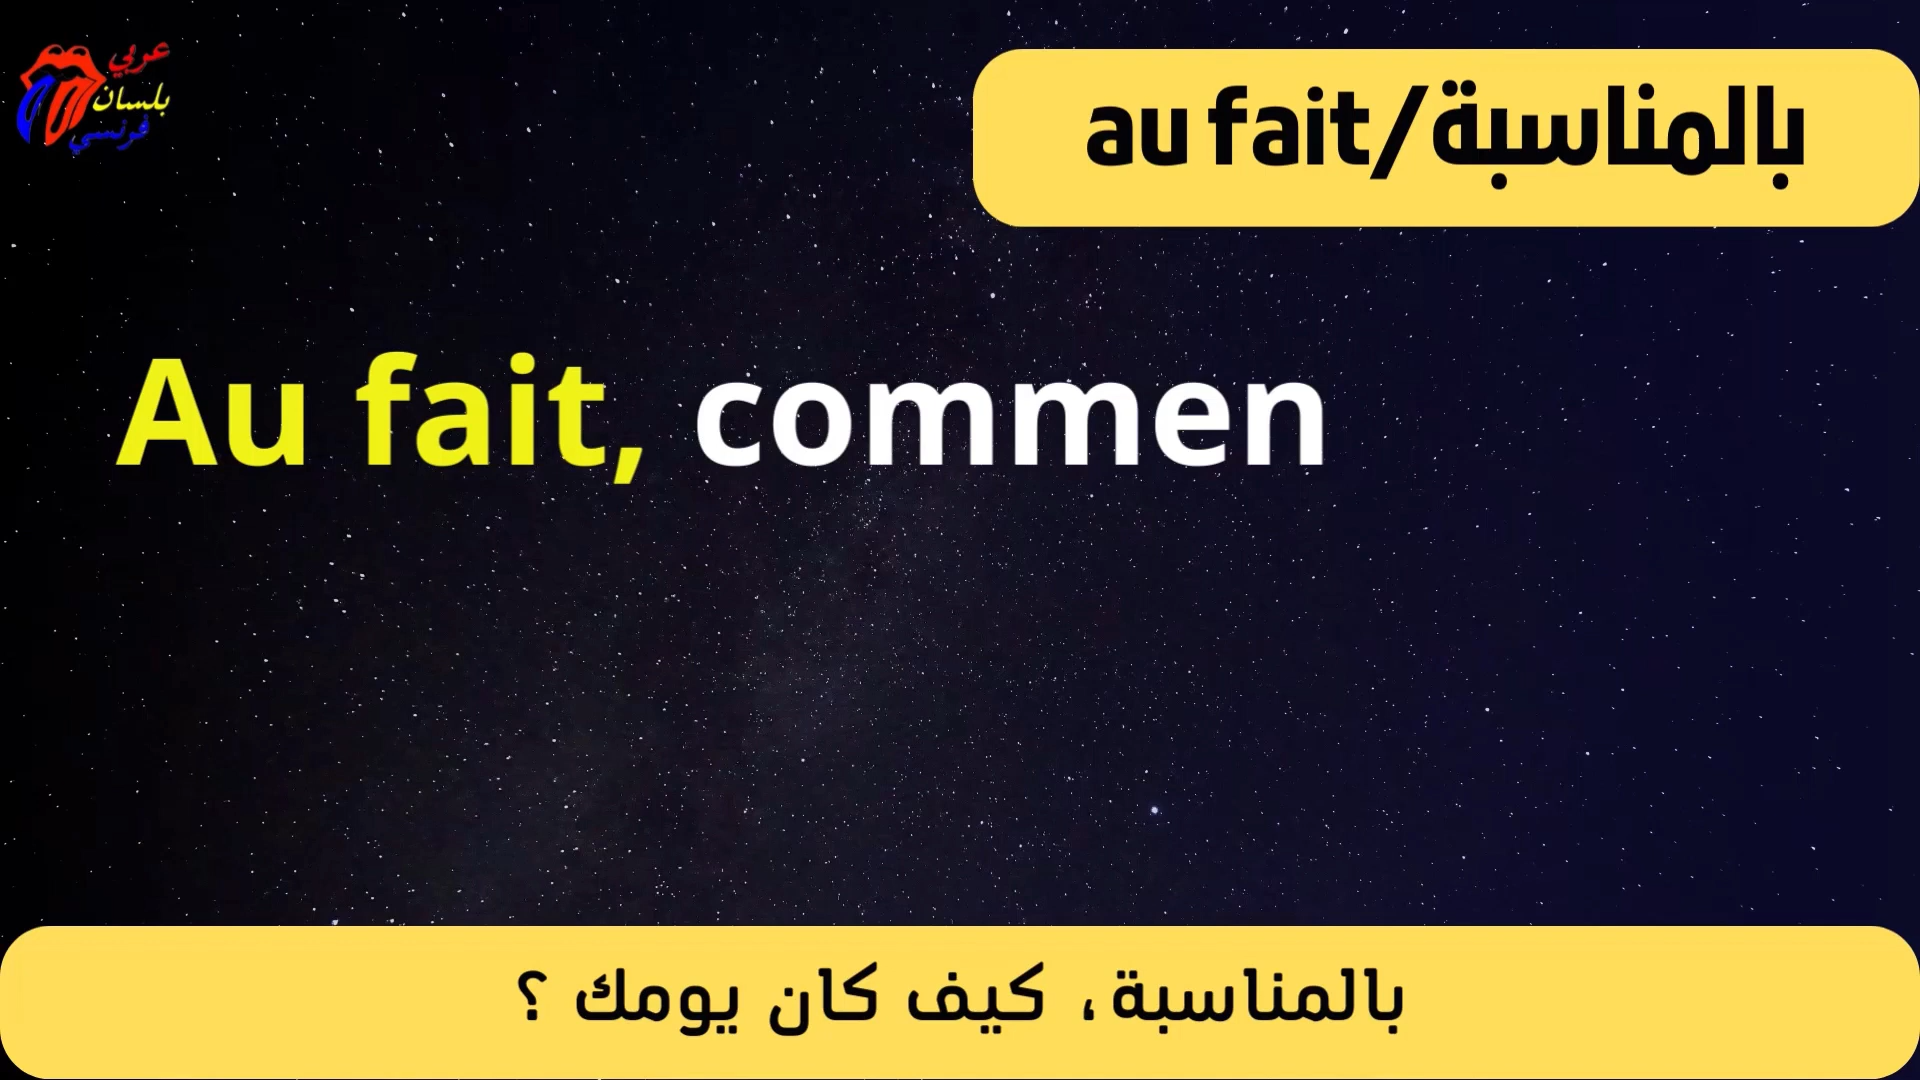 عربي
بلسان
فرنسي
au fait/بالمناسبة
Au fait, commen
بالمناسبة، كيف كان يومك ؟